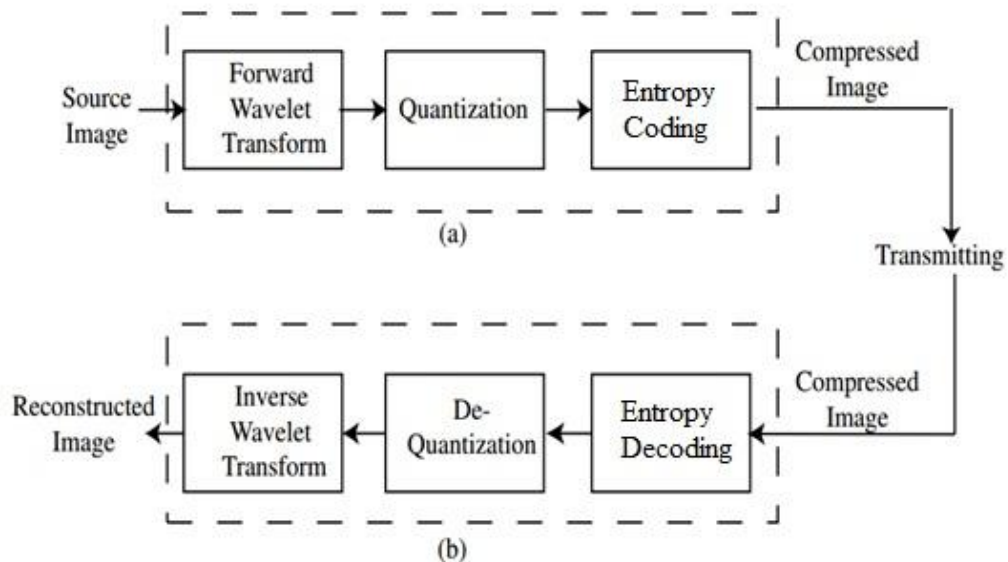 Source
Image
Forward
Wavelet
Transform
Quantization
Entropy
Coding
Compressed
Image
(a)
Transmitting
Reconstructed
Image
Inverse
Wavelet
Transform
De-
Quantization
Entropy
Decoding
Compressed
Image
(b)